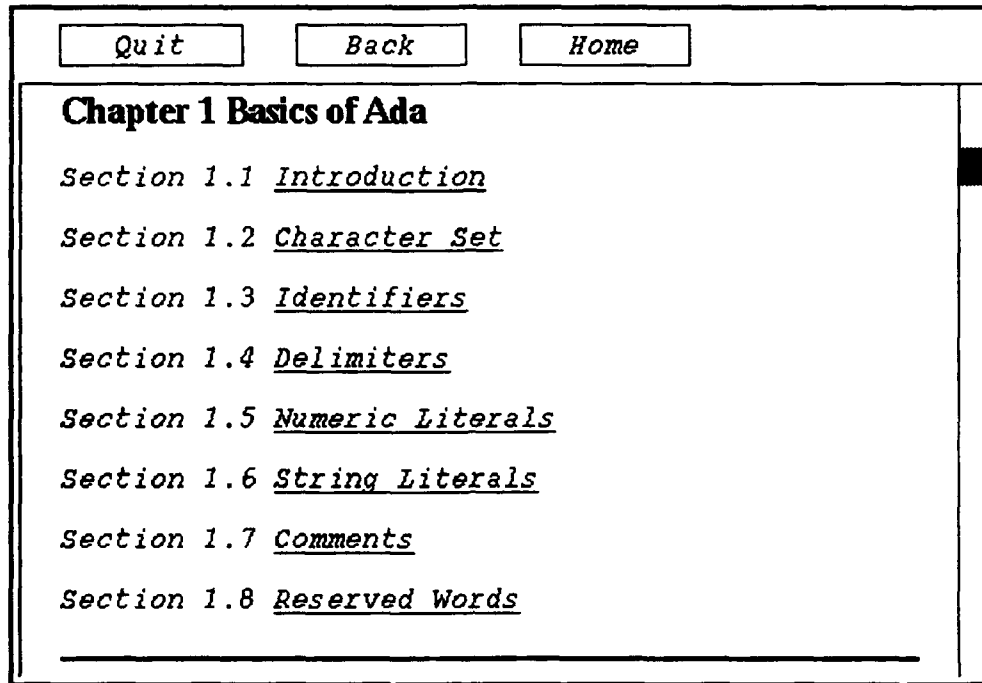 Quit Back Home
Chapter 1 Basics of Ada
Section 1.1 Introduction
Section 1.2 Character Set
Section 1.3 Identifiers
Section 1.4 Delimiters
Section 1.5 Numeric Literals
Section 1.6 String Literals
Section 1.7 Comments
Section 1.8 Reserved Words